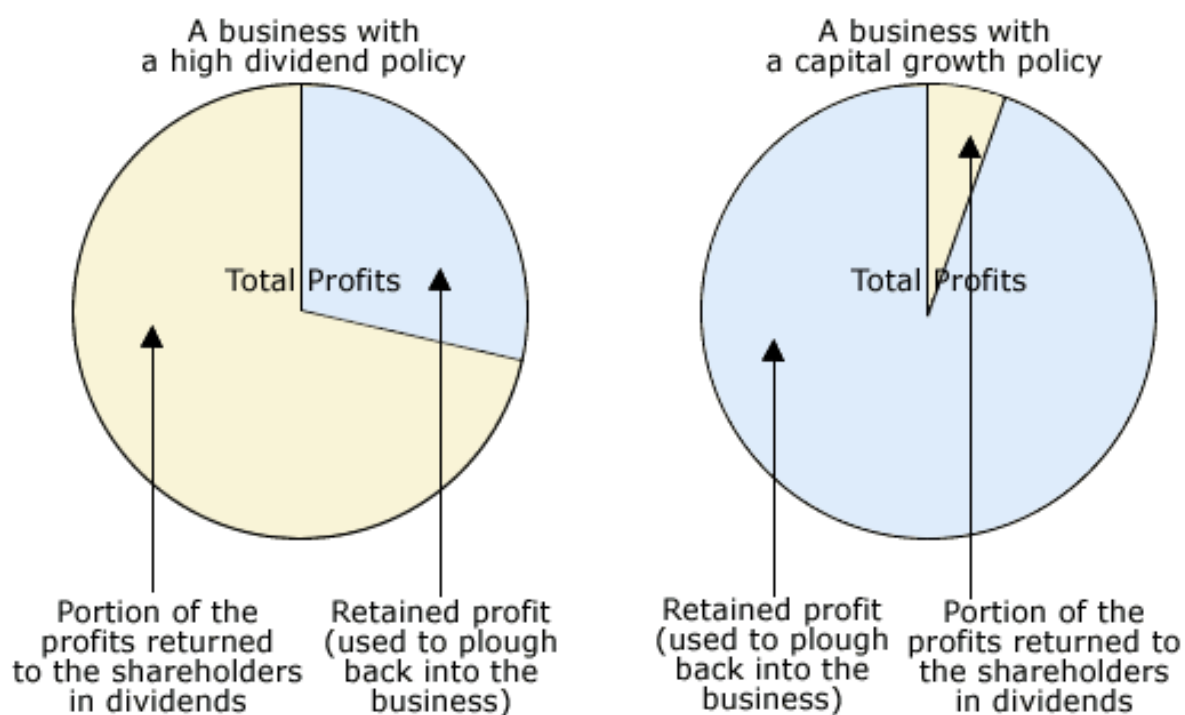 A business with
a high dividend policy
Total Profits
Portion of the
profits returned
to the shareholders
in dividends
Retained profit
(used to plough
back into the
business)
A business with
a capital growth policy
Total Profits
Retained profit
(used to plough
back into the
business)
Portion of the
profits returned to
the shareholders
in dividends